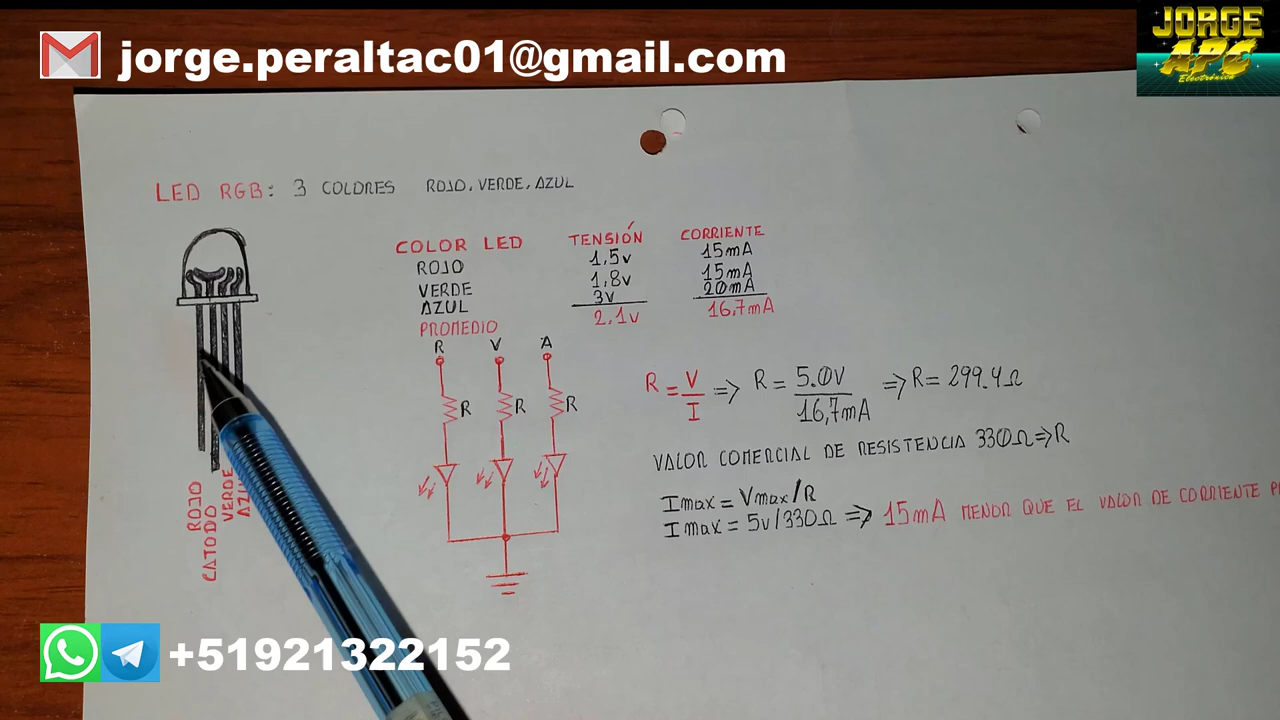 jorge.peraltac01@gmail.com
JORGE
APC
Electrónica
LED RGB: 3 COLORES ROJO, VERDE, AZUL
COLOR LED TENSIÓN CORRIENTE
ROJO 1,5v 15mA
VERDE 1,8v 15mA
AZUL 3v 20mA
PROMEDIO 2.1v 16,7mA
R V A
R R R
R = V/I => R = 5.0V/16,7mA => R = 299.4Ω
VALOR COMERCIAL DE RESISTENCIA 330Ω => R
Imax = Vmax/R
Imax = 5v/330Ω => 15mA MENOR QUE EL VALOR DE CORRIENTE
ROJO
CATODO
VERDE
+51921322152